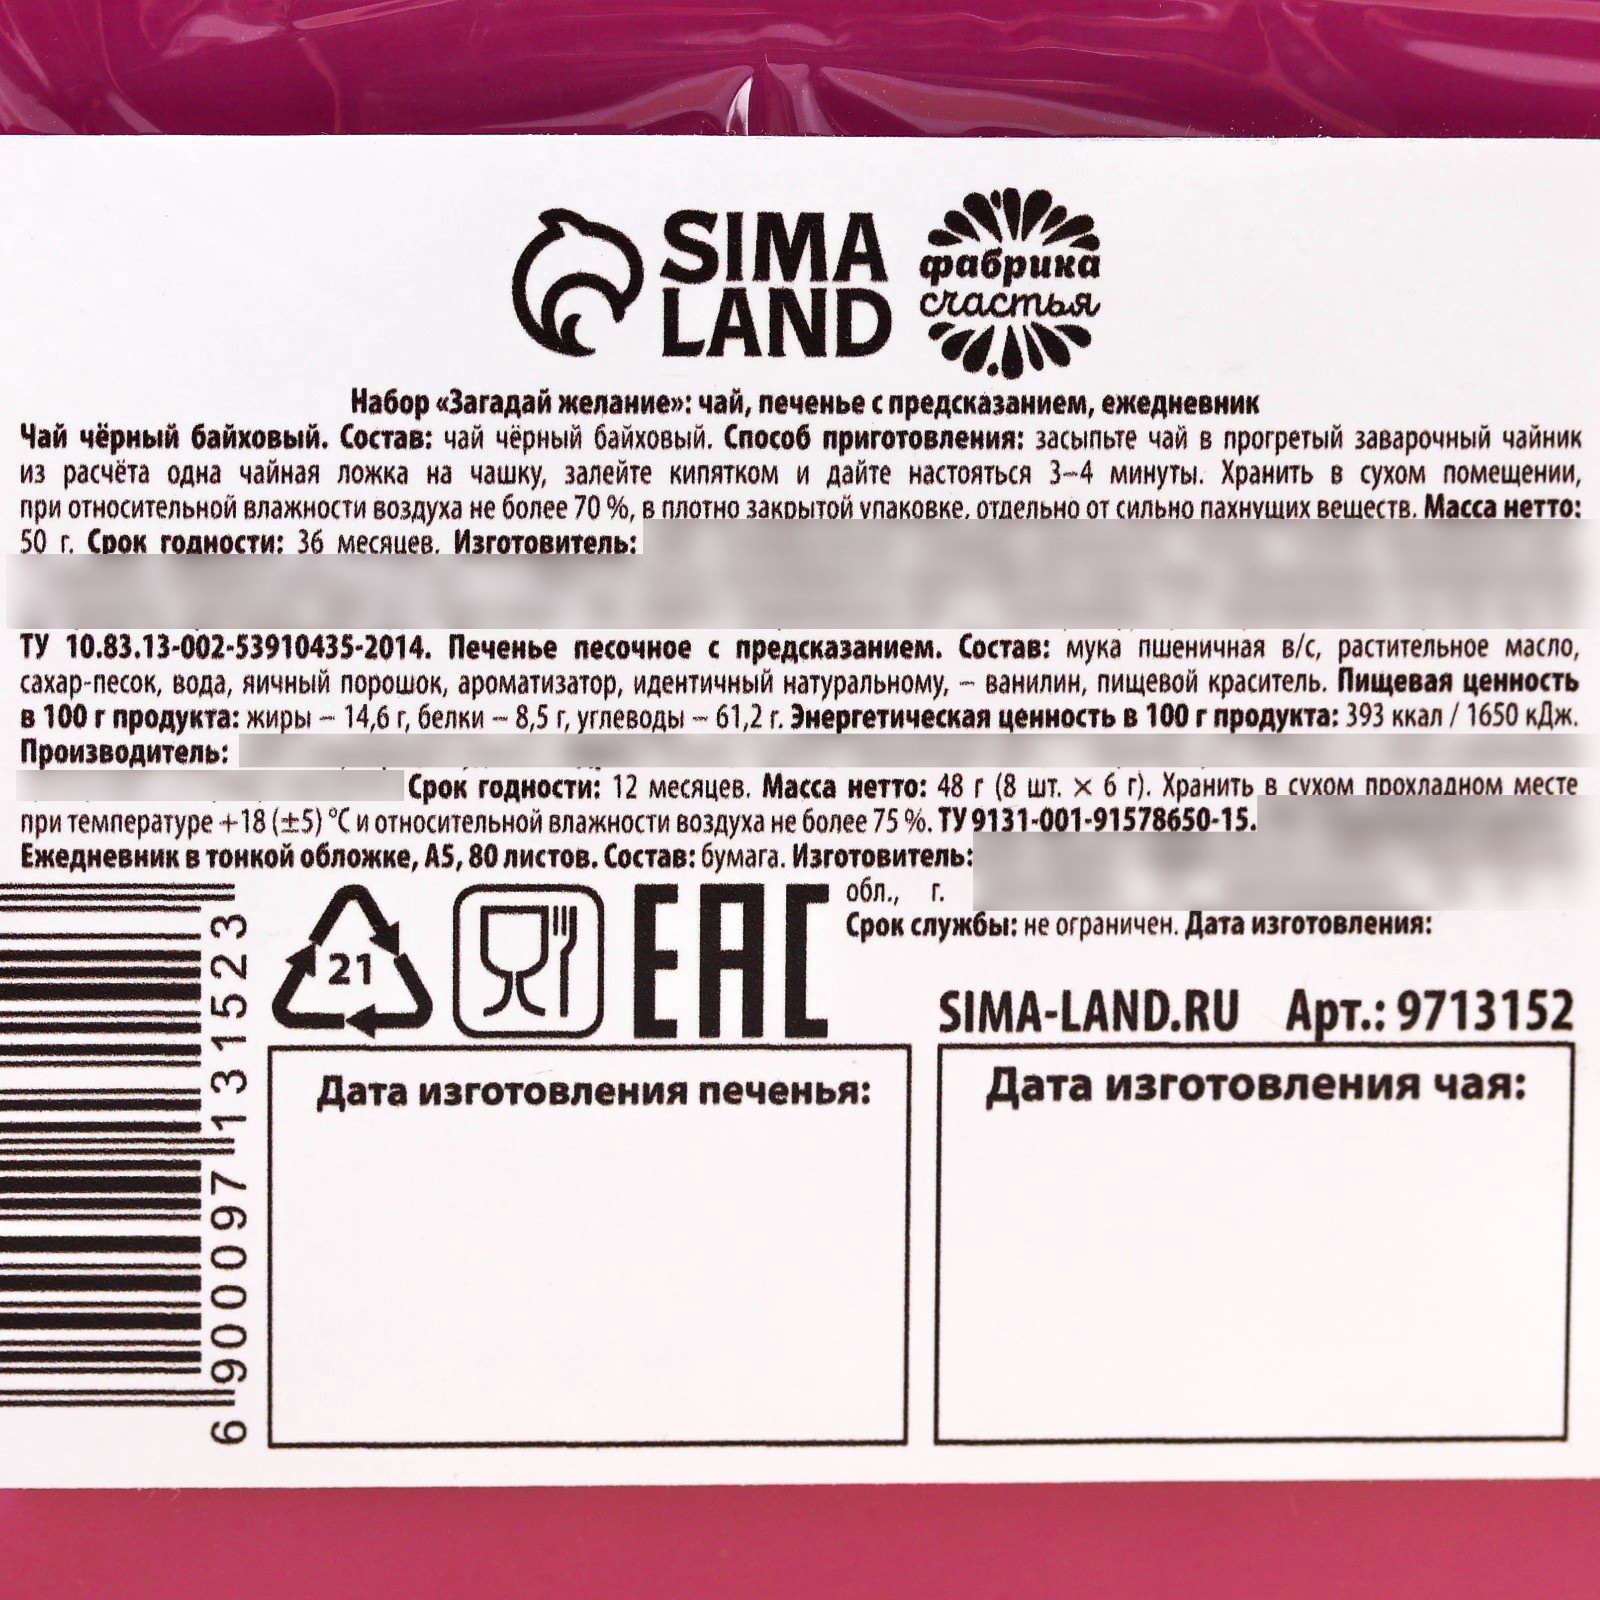 SIMA
LAND
фабрика
счастья
Набор «Загадай желание»: чай, печенье с предсказанием, ежедневник
Чай чёрный байховый. Состав: чай чёрный байховый. Способ приготовления: засыпьте чай в прогретый заварочный чайник
из расчёта одна чайная ложка на чашку, залейте кипятком и дайте настояться 3–4 минуты. Хранить в сухом помещении,
при относительной влажности воздуха не более 70 %, в плотно закрытой упаковке, отдельно от сильно пахнущих веществ. Масса нетто:
50 г. Срок годности: 36 месяцев. Изготовитель:
ТУ 10.83.13-002-53910435-2014. Печенье песочное с предсказанием. Состав: мука пшеничная в/с, растительное масло,
сахар-песок, вода, яичный порошок, ароматизатор, идентичный натуральному, – ванилин, пищевой краситель. Пищевая ценность
в 100 г продукта: жиры – 14,6 г, белки – 8,5 г, углеводы – 61,2 г. Энергетическая ценность в 100 г продукта: 393 ккал / 1650 кДж.
Производитель:
Срок годности: 12 месяцев. Масса нетто: 48 г (8 шт. × 6 г). Хранить в сухом прохладном месте
при температуре +18 (±5) °С и относительной влажности воздуха не более 75 %. ТУ 9131-001-91578650-15.
Ежедневник в тонкой обложке, А5, 80 листов. Состав: бумага. Изготовитель:
обл., г.
Срок службы: не ограничен. Дата изготовления:
21
EAC
SIMA-LAND.RU Арт.: 9713152
Дата изготовления печенья:
Дата изготовления чая:
6 900097 131523